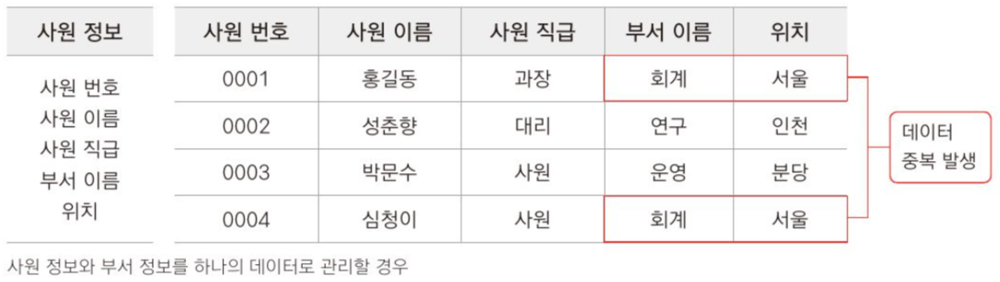 사원 정보
사원 번호
사원 이름
사원 직급
부서 이름
위치
사원 번호 사원 이름 사원 직급 부서 이름 위치
0001 홍길동 과장 회계 서울
0002 성춘향 대리 연구 인천
0003 박문수 사원 운영 분당
0004 심청이 사원 회계 서울
데이터
중복 발생
사원 정보와 부서 정보를 하나의 데이터로 관리할 경우